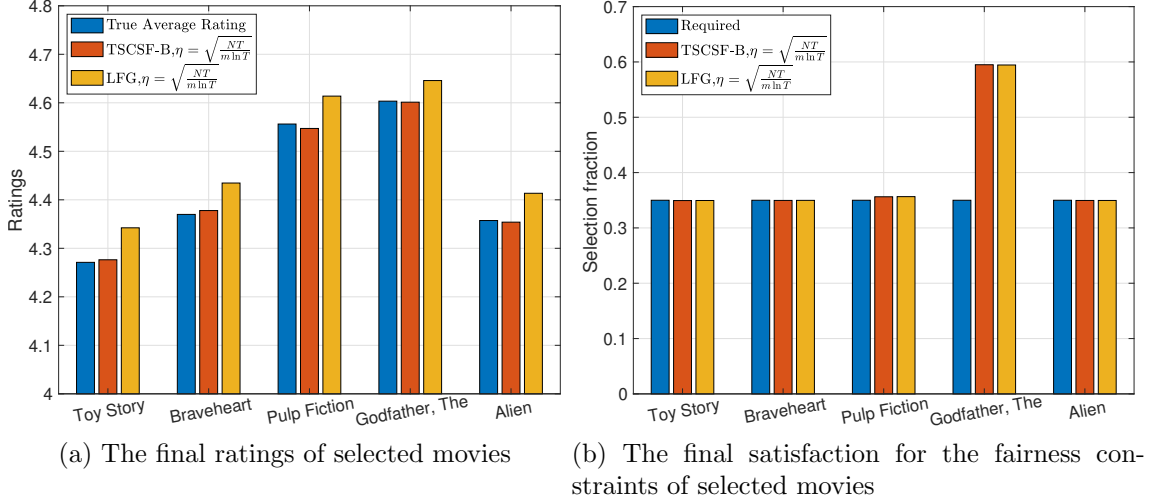 4.8
4.7
4.6
4.5
4.4
4.3
4.2
4.1
4
Ratings
True Average Rating
TSCSF-B,η = √(NT/(m ln T))
LFG,η = √(NT/(m ln T))
Toy Story
Braveheart
Pulp Fiction
Godfather, The
Alien
(a) The final ratings of selected movies
0.7
0.6
0.5
0.4
0.3
0.2
0.1
0
Selection fraction
Required
TSCSF-B,η = √(NT/(m ln T))
LFG,η = √(NT/(m ln T))
Toy Story
Braveheart
Pulp Fiction
Godfather, The
Alien
(b) The final satisfaction for the fairness con-
straints of selected movies